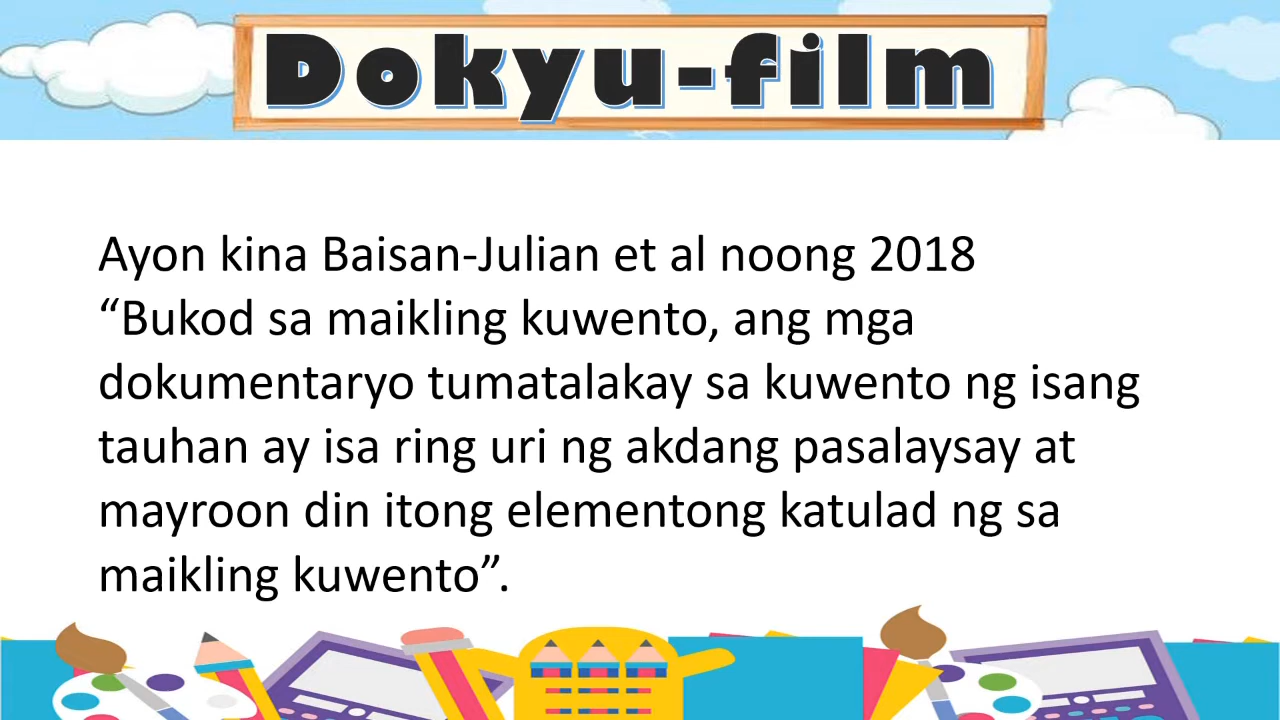 Dokyu-film
Ayon kina Baisan-Julian et al noong 2018
“Bukod sa maikling kuwento, ang mga
dokumentaryo tumatalakay sa kuwento ng isang
tauhan ay isa ring uri ng akdang pasalaysay at
mayroon din itong elementong katulad ng sa
maikling kuwento”.